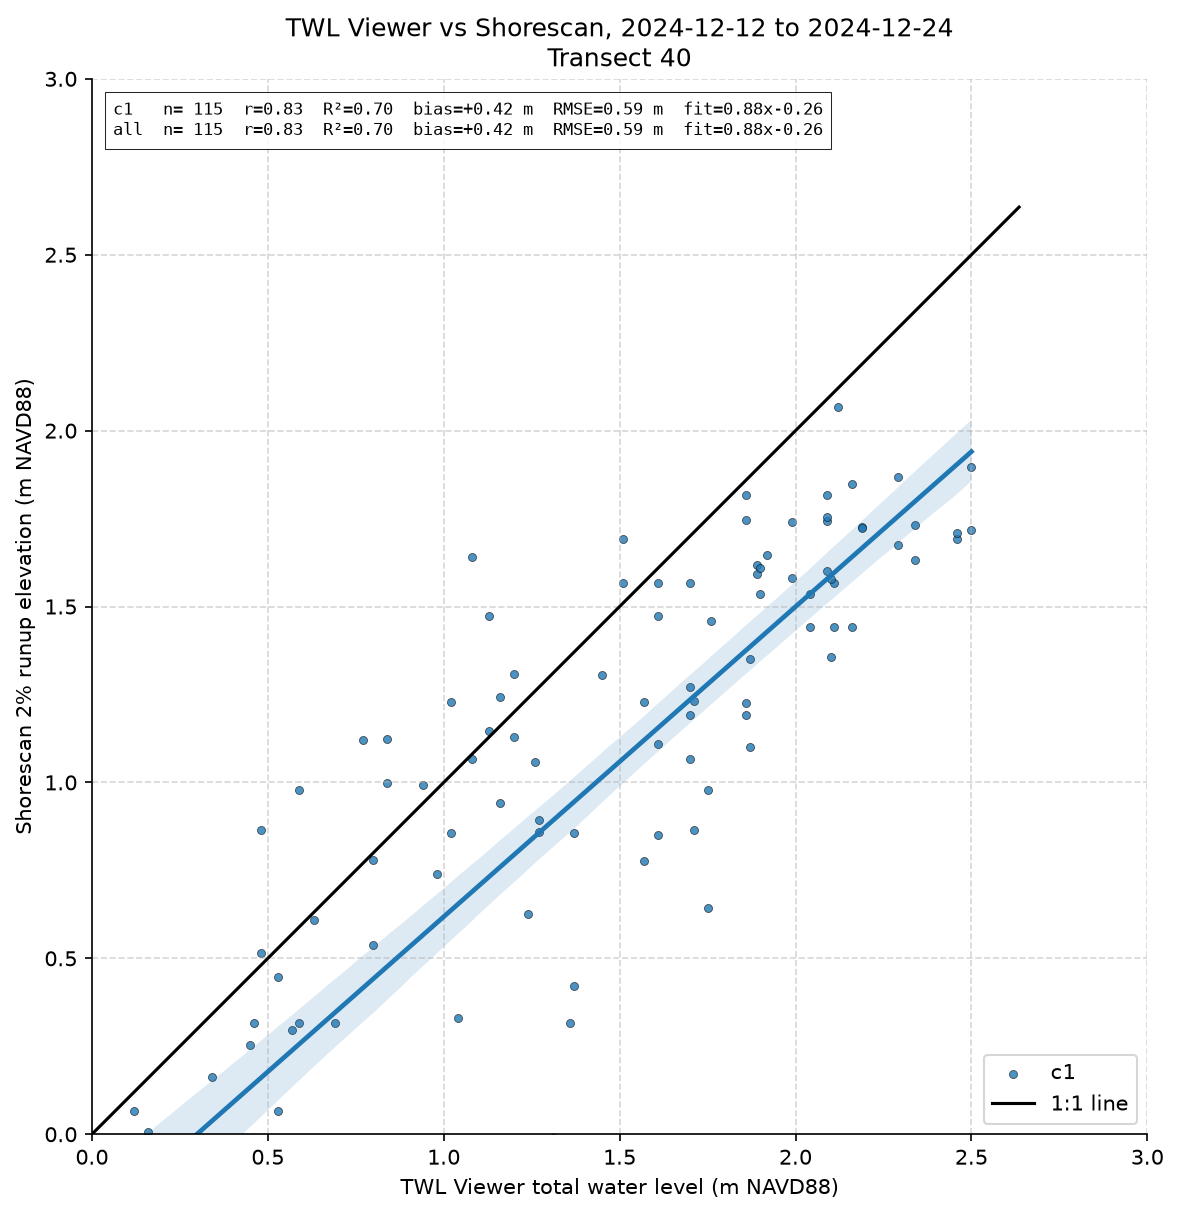 TWL Viewer vs Shorescan, 2024-12-12 to 2024-12-24
Transect 40
c1 n= 115 r=0.83 R²=0.70 bias=+0.42 m RMSE=0.59 m fit=0.88x-0.26
all n= 115 r=0.83 R²=0.70 bias=+0.42 m RMSE=0.59 m fit=0.88x-0.26
3.0
2.5
2.0
1.5
1.0
0.5
0.0
Shorescan 2% runup elevation (m NAVD88)
c1
1:1 line
0.0 0.5 1.0 1.5 2.0 2.5 3.0
TWL Viewer total water level (m NAVD88)